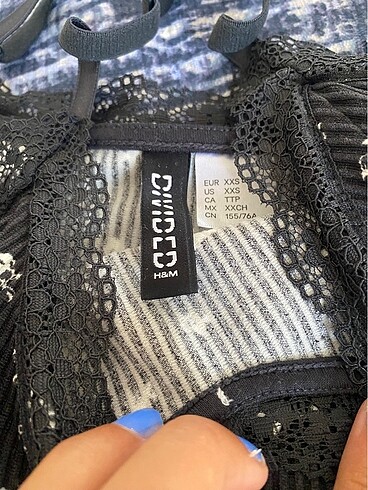 DIVIDED
H&M
EUR XXS
US XXS
CA TTP
MX XXCH
CN 155/76A